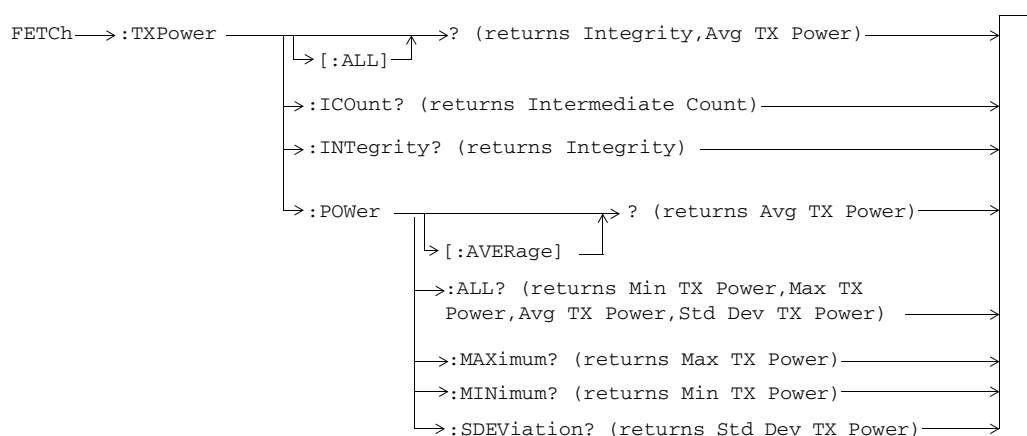 FETCh :TXPower ? (returns Integrity,Avg TX Power)
[:ALL]
:ICOunt? (returns Intermediate Count)
:INTegrity? (returns Integrity)
:POWer ? (returns Avg TX Power)
[:AVERage]
:ALL? (returns Min TX Power,Max TX
Power,Avg TX Power,Std Dev TX Power)
:MAXimum? (returns Max TX Power)
:MINimum? (returns Min TX Power)
:SDEViation? (returns Std Dev TX Power)